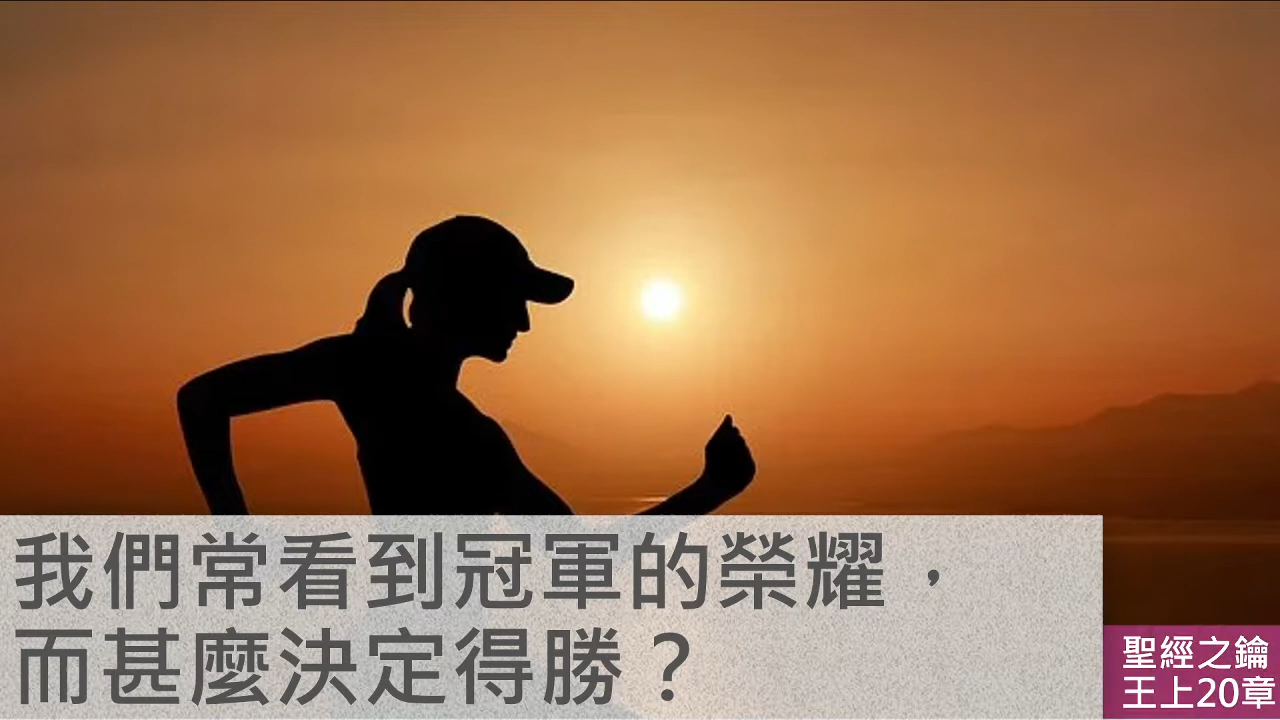 我們常看到冠軍的榮耀，
而甚麼決定得勝？
聖經之鑰
王上20章